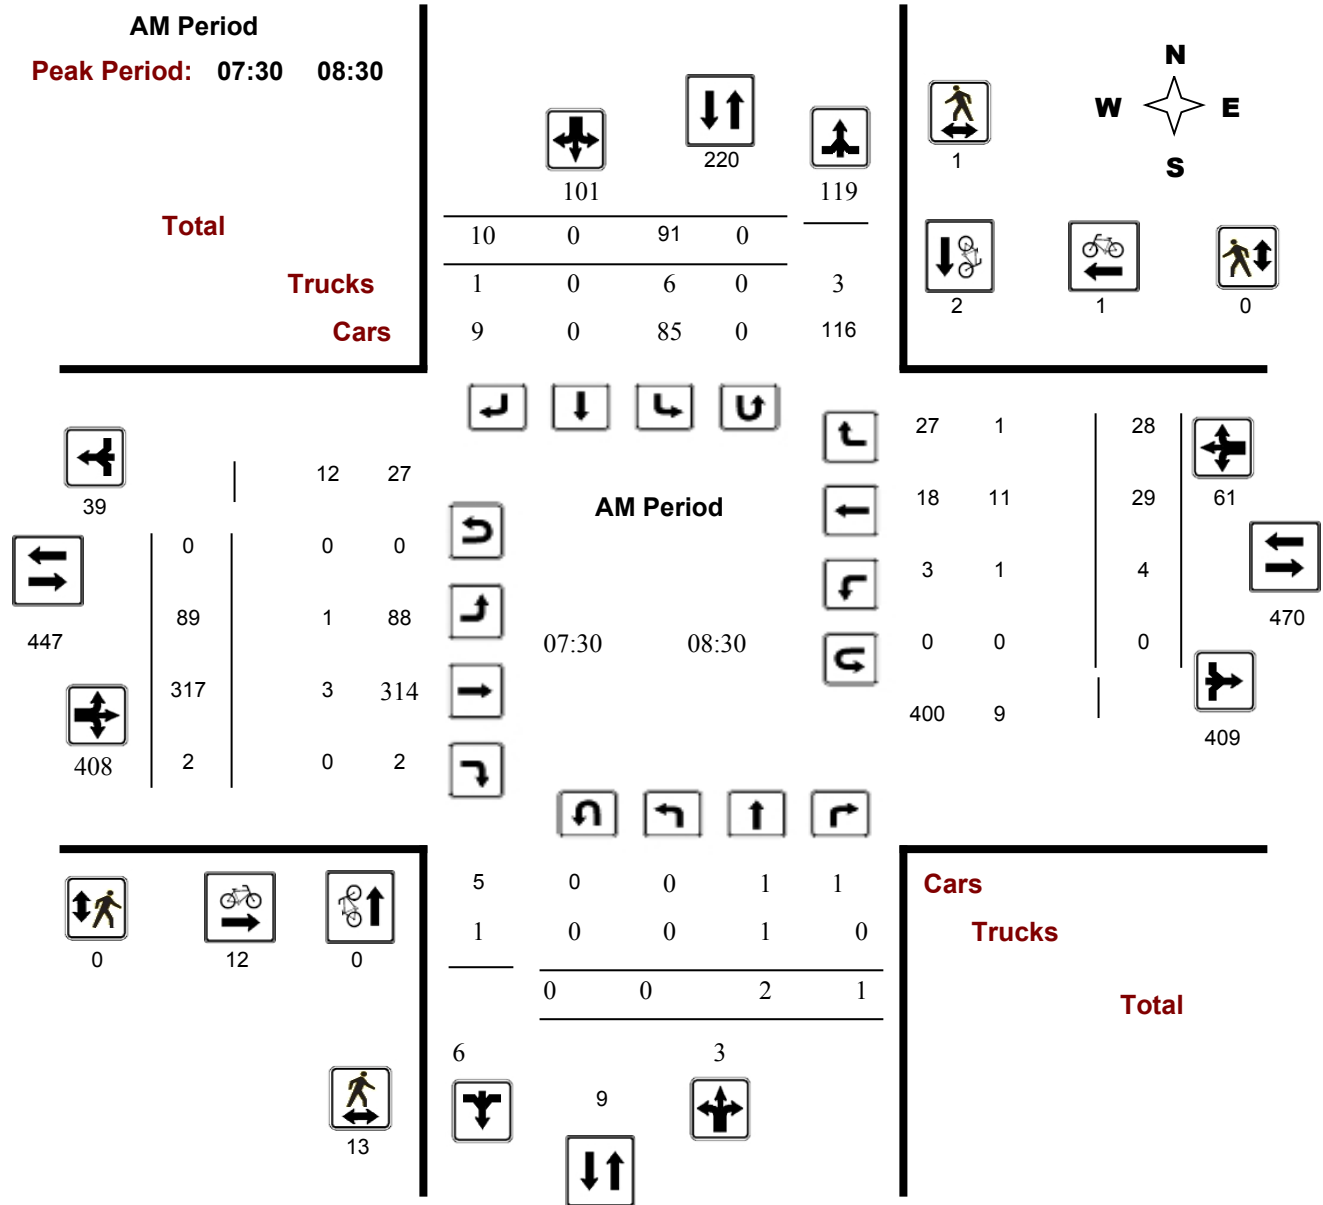 AM Period
Peak Period: 07:30 08:30
N
W E
S
220
1
101 119
Total 10 0 91 0
Trucks 1 0 6 0 3
2 1 0
Cars 9 0 85 0 116
27 1 28
12 27
39
AM Period
18 11 29 61
0 0 0
3 1 4
89 1 88
447
07:30 08:30
0 0 0
470
317 3 314
400 9
409
408 2 0 2
5 0 0 1 1 Cars
1 0 0 1 0 Trucks
0 12 0
0 0 2 1
Total
6 3
9
13